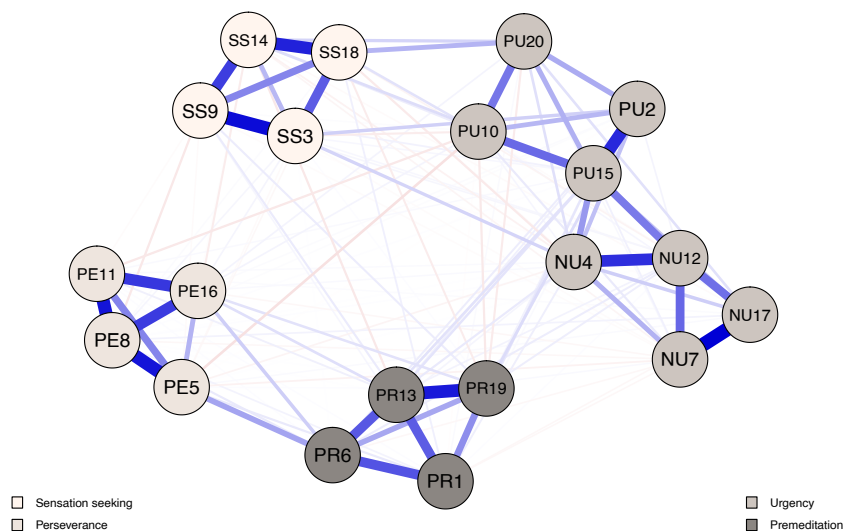 SS14
SS18
PU20
SS9
SS3
PU10
PU2
PU15
PE11
PE16
NU4
NU12
NU17
PE8
NU7
PE5
PR13
PR19
PR6
PR1
Sensation seeking
Perseverance
Urgency
Premeditation